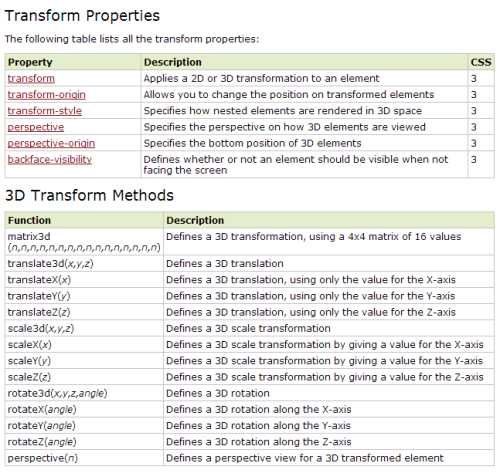 Transform Properties
The following table lists all the transform properties:
Property Description CSS
transform Applies a 2D or 3D transformation to an element 3
transform-origin Allows you to change the position on transformed elements 3
transform-style Specifies how nested elements are rendered in 3D space 3
perspective Specifies the perspective on how 3D elements are viewed 3
perspective-origin Specifies the bottom position of 3D elements 3
backface-visibility Defines whether or not an element should be visible when not 3
facing the screen
3D Transform Methods
Function Description
matrix3d Defines a 3D transformation, using a 4x4 matrix of 16 values
(n,n,n,n,n,n,n,n,n,n,n,n,n,n,n,n)
translate3d(x,y,z) Defines a 3D translation
translateX(x) Defines a 3D translation, using only the value for the X-axis
translateY(y) Defines a 3D translation, using only the value for the Y-axis
translateZ(z) Defines a 3D translation, using only the value for the Z-axis
scale3d(x,y,z) Defines a 3D scale transformation
scaleX(x) Defines a 3D scale transformation by giving a value for the X-axis
scaleY(y) Defines a 3D scale transformation by giving a value for the Y-axis
scaleZ(z) Defines a 3D scale transformation by giving a value for the Z-axis
rotate3d(x,y,z,angle) Defines a 3D rotation
rotateX(angle) Defines a 3D rotation along the X-axis
rotateY(angle) Defines a 3D rotation along the Y-axis
rotateZ(angle) Defines a 3D rotation along the Z-axis
perspective(n) Defines a perspective view for a 3D transformed element